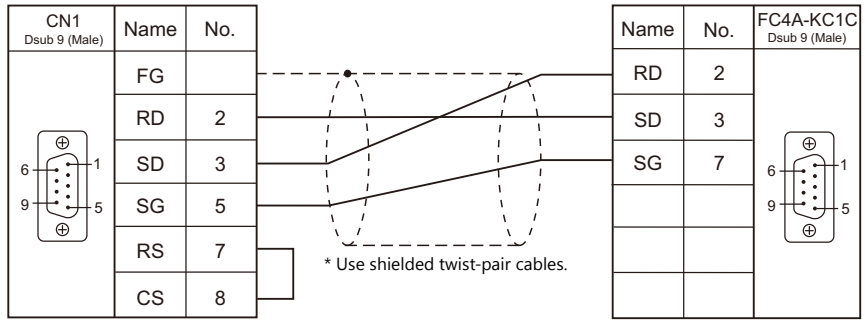 CN1
Dsub 9 (Male)
Name No.
FG
RD 2
SD 3
SG 5
RS 7
CS 8
6 1
9 5
* Use shielded twist-pair cables.
Name No.
FC4A-KC1C
Dsub 9 (Male)
RD 2
SD 3
SG 7
6 1
9 5